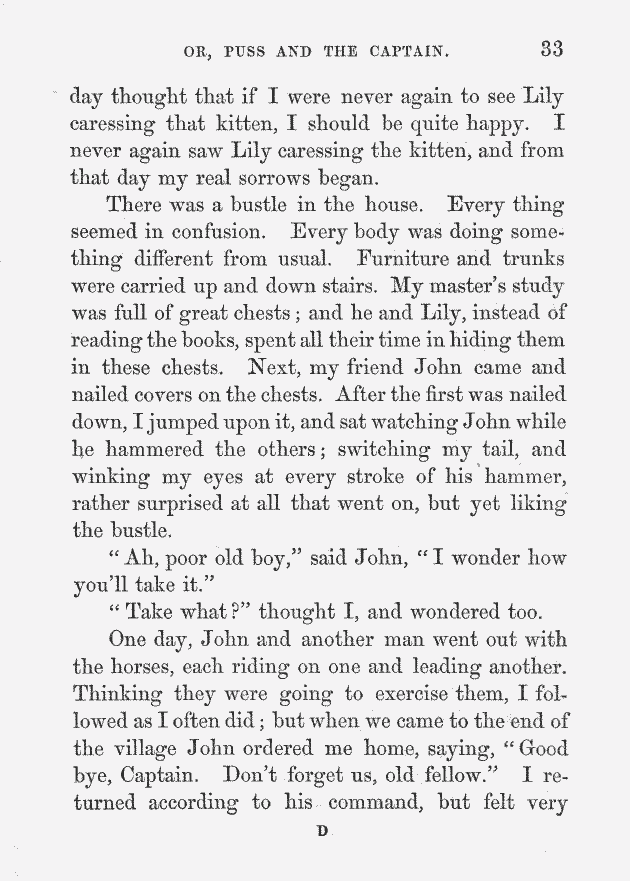 OR, PUSS AND THE CAPTAIN. 33
day thought that if I were never again to see Lily
caressing that kitten, I should be quite happy. I
never again saw Lily caressing the kitten, and from
that day my real sorrows began.
There was a bustle in the house. Every thing
seemed in confusion. Every body was doing some-
thing different from usual. Furniture and trunks
were carried up and down stairs. My master's study
was full of great chests; and he and Lily, instead of
reading the books, spent all their time in hiding them
in these chests. Next, my friend John came and
nailed covers on the chests. After the first was nailed
down, I jumped upon it, and sat watching John while
he hammered the others; switching my tail, and
winking my eyes at every stroke of his hammer,
rather surprised at all that went on, but yet liking
the bustle.
"Ah, poor old boy," said John, "I wonder how
you'll take it."
"Take what?" thought I, and wondered too.
One day, John and another man went out with
the horses, each riding on one and leading another.
Thinking they were going to exercise them, I fol-
lowed as I often did; but when we came to the end of
the village John ordered me home, saying, "Good
bye, Captain. Don't forget us, old fellow." I re-
turned according to his command, but felt very
D